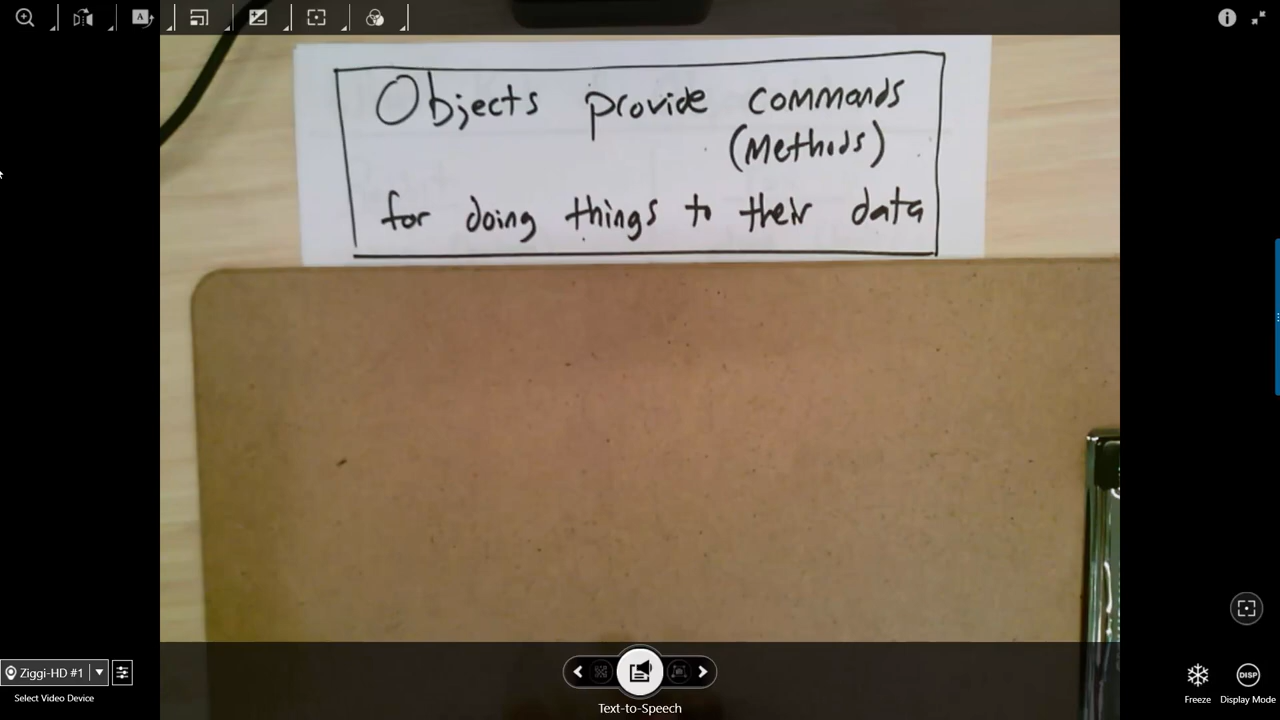 Objects provide commands
(Methods)
for doing things to their data
Ziggi-HD #1
Select Video Device
Text-to-Speech
Freeze
DISP
Display Mode